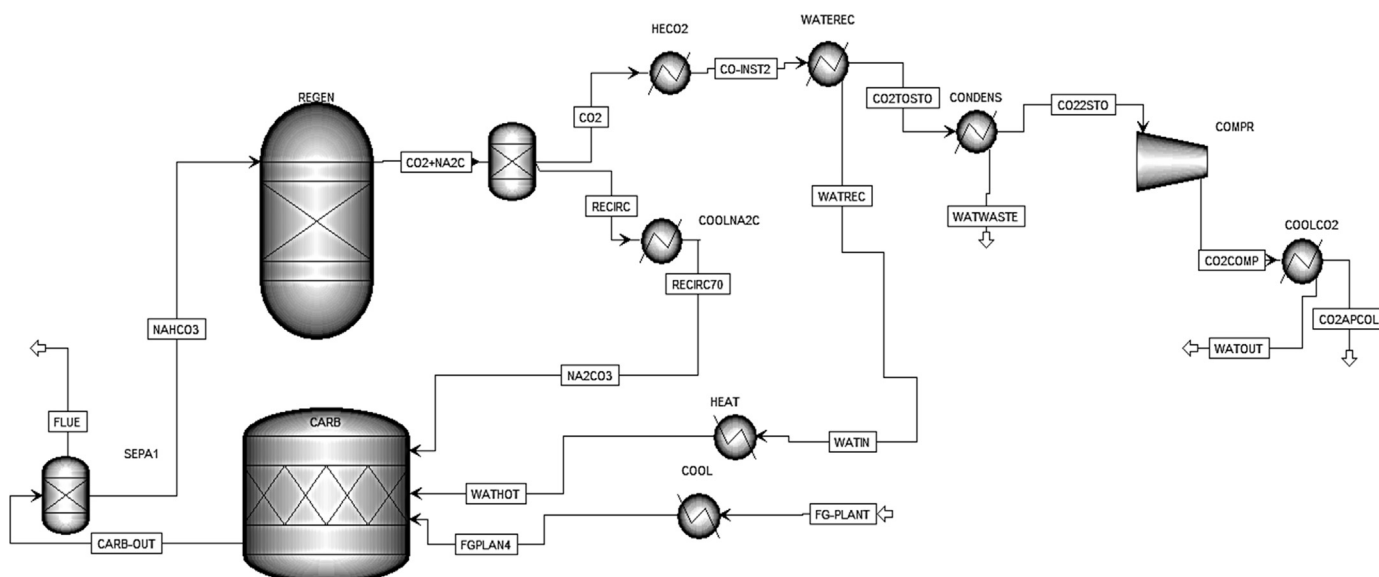 HECO2
WATEREC
CO-INST2
REGEN
CO2TOSTO
CONDENS
CO22STO
COMPR
CO2
CO2+NA2C
RECIRC
WATREC
COOLNA2C
WATWASTE
COOLCO2
CO2COMP
RECIRC70
NAHCO3
CO2APCOL
WATOUT
NA2CO3
HEAT
FLUE
CARB
WATIN
SEPA1
COOL
WATHOT
FG-PLANT
CARB-OUT
FGPLAN4